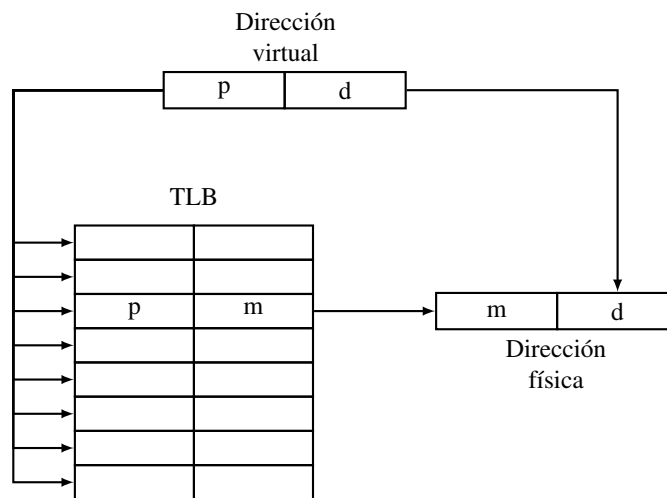 Dirección
virtual
p d
TLB
p m
m d
Dirección
física